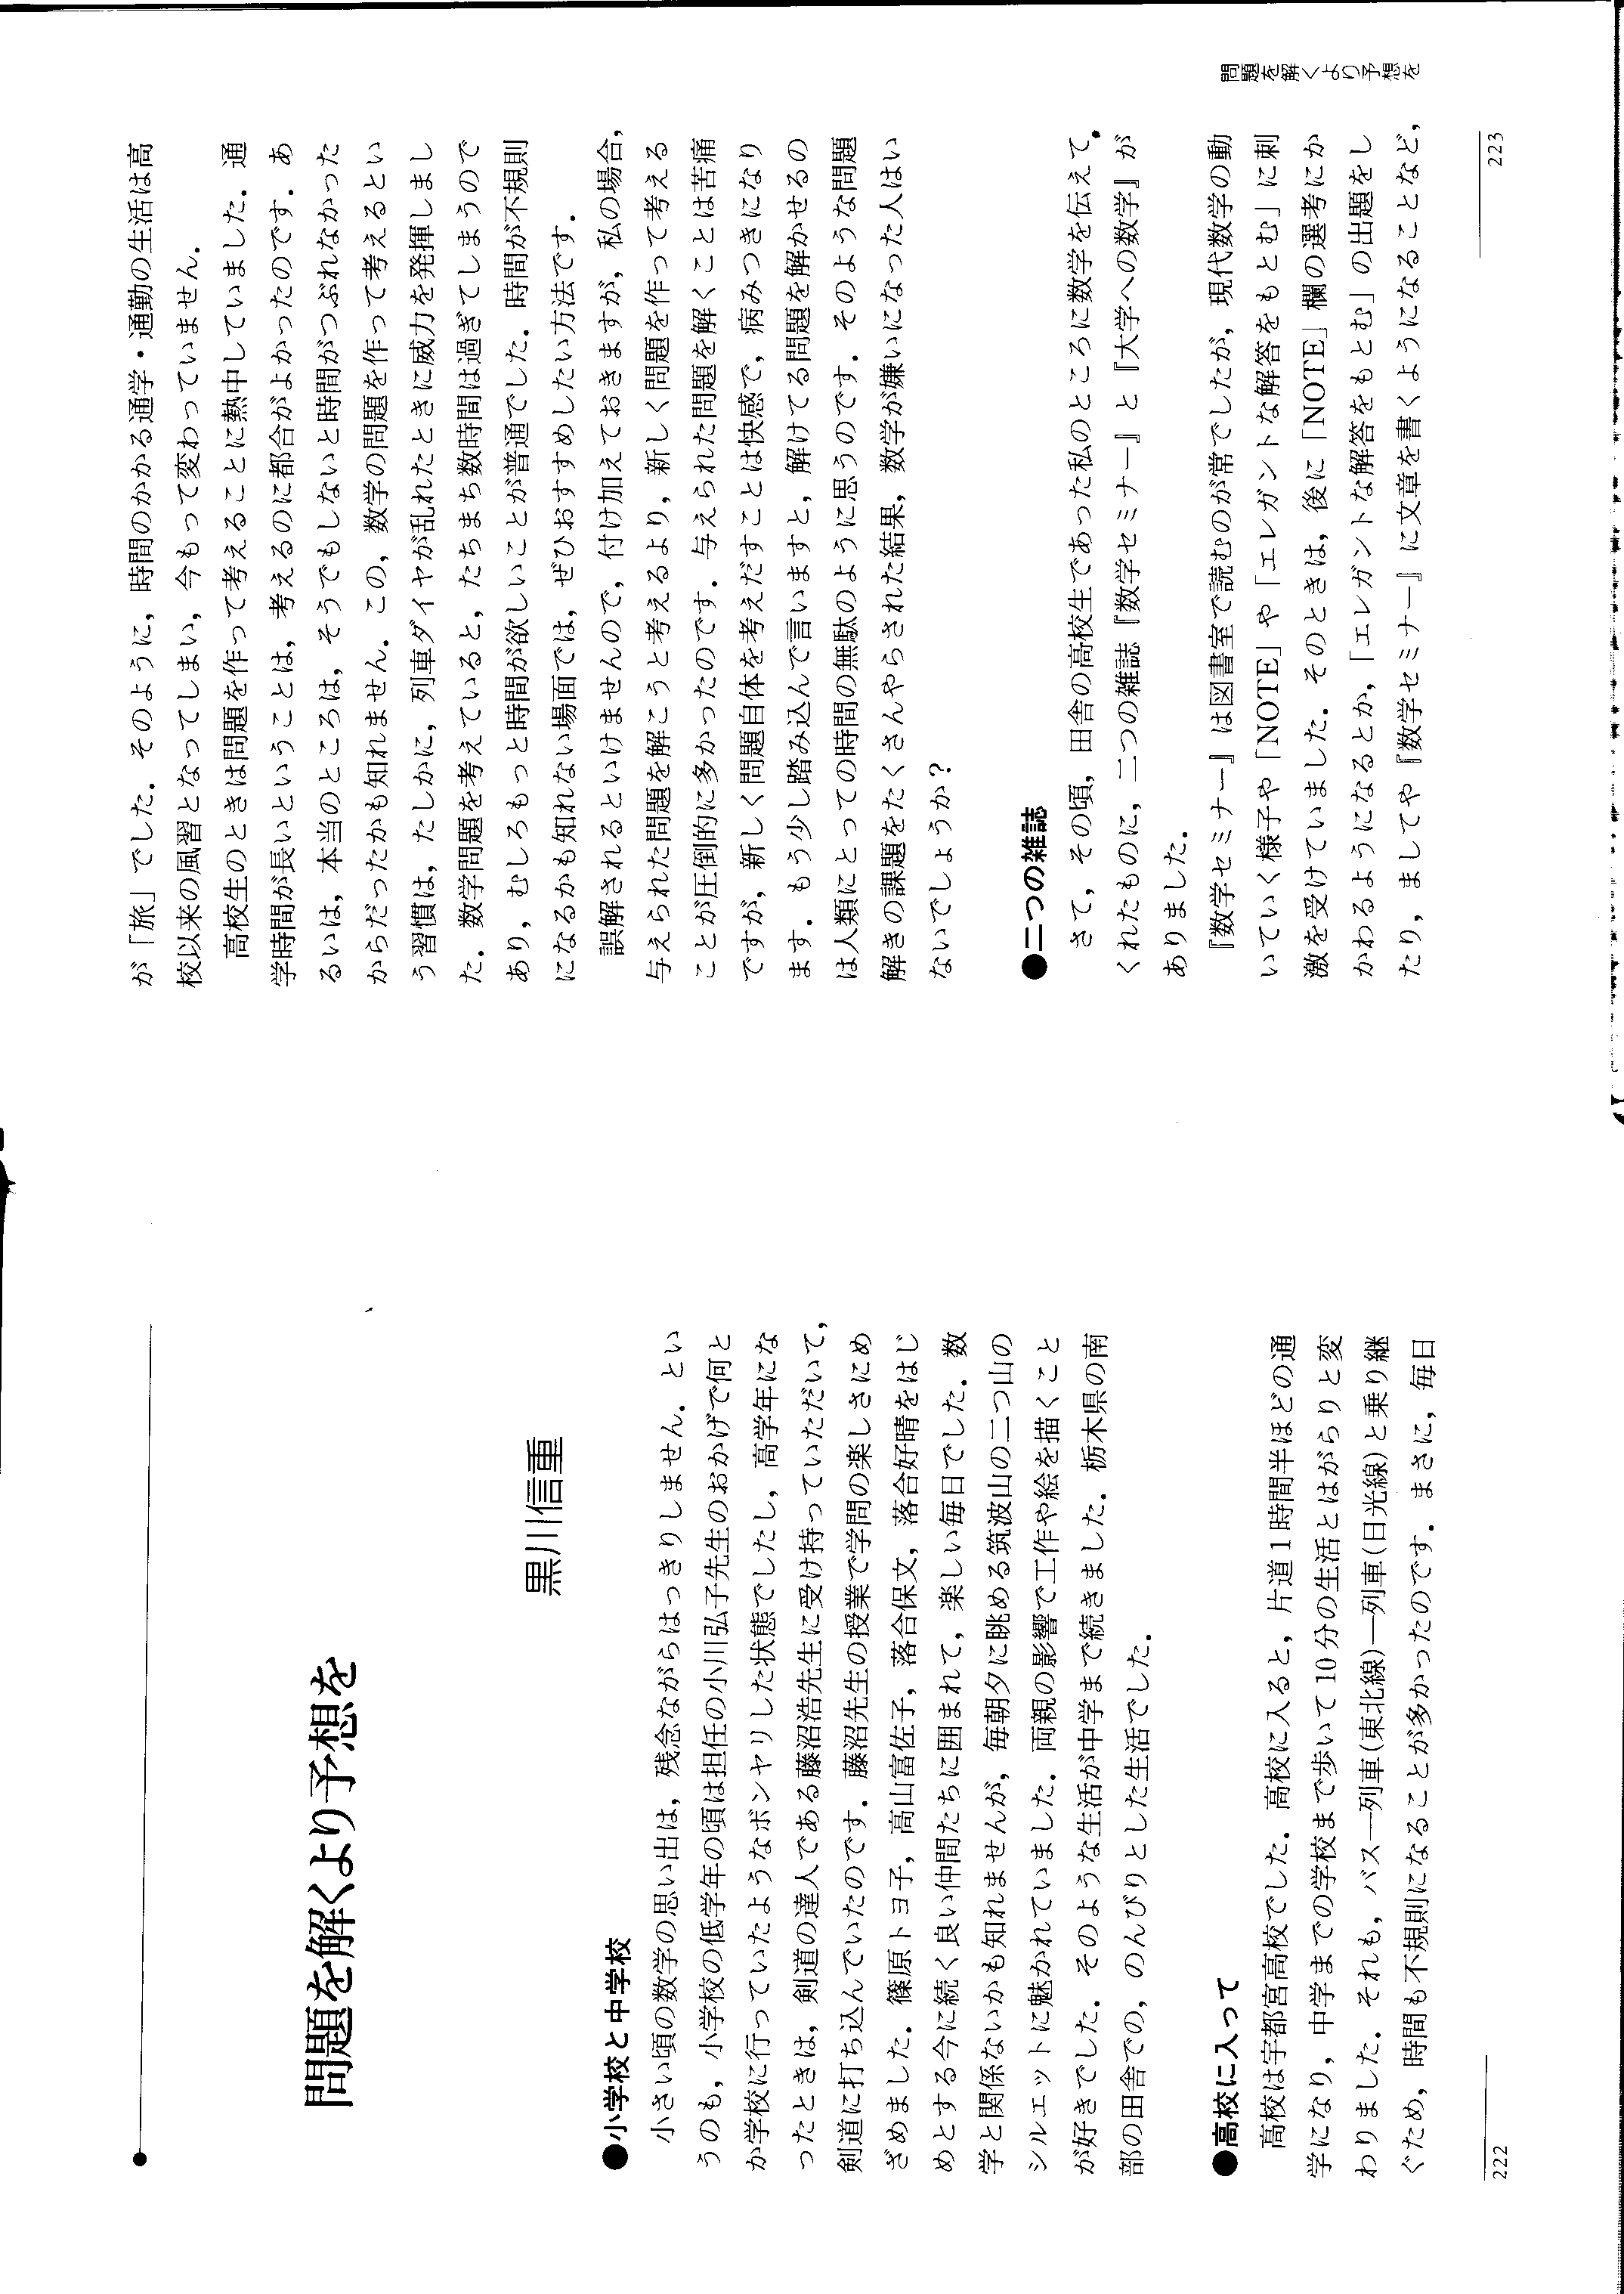 問題を解くより予想を
黒川信重
●小学校と中学校
小さい頃の数学の思い出は，残念ながらはっきりしません．とい
うのも，小学校の低学年の頃は担任の小川弘子先生のおかげで何と
か学校に行っていたようなボンヤリした状態でしたし，高学年にな
ったときは，剣道の達人である藤沼浩先生に受け持っていただいて，
剣道に打ち込んでいたのです．藤沼先生の授業で学問の楽しさにめ
ざめました．篠原トヨ子，高山富佐子，落合保文，落合好晴をはじ
めとする今に続く良い仲間たちに囲まれて，楽しい毎日でした．数
学と関係ないかも知れませんが，毎朝夕に眺める筑波山の二つ山の
シルエットに魅かれていました．両親の影響で工作や絵を描くこと
が好きでした．そのような生活が中学まで続きました．栃木県の南
部の田舎での，のんびりとした生活でした．
●高校に入って
高校は宇都宮高校でした．高校に入ると，片道1時間半ほどの通
学になり，中学までの学校まで歩いて10分の生活とはがらりと変
わりました．それも，バス―列車(東北線)―列車(日光線)と乗り継
ぐため，時間も不規則になることが多かったのです．まさに，毎日
222
が「旅」でした．そのように，時間のかかる通学・通勤の生活は高
校以来の風習となってしまい，今もって変わっていません．
高校生のときは問題を作って考えることに熱中していました．通
学時間が長いということは，考えるのに都合がよかったのです．あ
るいは，本当のところは，そうでもしないと時間がつぶれなかった
からだったかも知れません．この，数学の問題を作って考えるとい
う習慣は，たしかに，列車ダイヤが乱れたときに威力を発揮しまし
た．数学問題を考えていると，たちまち数時間は過ぎてしまうので
あり，むしろもっと時間が欲しいことが普通でした．時間が不規則
になるかも知れない場面では，ぜひおすすめしたい方法です．
誤解されるといけませんので，付け加えておきますが，私の場合，
与えられた問題を解こうと考えるより，新しく問題を作って考える
ことが圧倒的に多かったのです．与えられた問題を解くことは苦痛
ですが，新しく問題自体を考えだすことは快感で，病みつきになり
ます．もう少し踏み込んで言いますと，解けてる問題を解かせるの
は人類にとっての時間の無駄のように思うのです．そのような問題
解きの課題をたくさんやらされた結果，数学が嫌いになった人はい
ないでしょうか？
●二つの雑誌
さて，その頃，田舎の高校生であった私のところに数学を伝えて
くれたものに，二つの雑誌『数学セミナー』と『大学への数学』が
ありました．
『数学セミナー』は図書室で読むのが常でしたが，現代数学の動
いていく様子や「NOTE」や「エレガントな解答をもとむ」に刺
激を受けていました．そのときは，後に「NOTE」欄の選考にか
かわるようになるとか，「エレガントな解答をもとむ」の出題をし
たり，ましてや『数学セミナー』に文章を書くようになることなど，
問題を解くより予想を
223